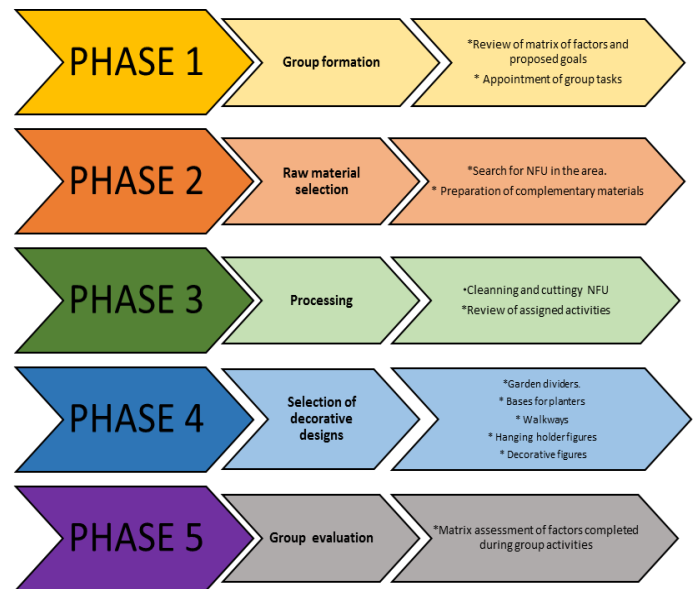 PHASE 1
Group formation
*Review of matrix of factors and
proposed goals
* Appointment of group tasks
PHASE 2
Raw material
selection
*Search for NFU in the area.
* Preparation of complementary materials
PHASE 3
Processing
•Cleanning and cuttingy NFU
*Review of assigned activities
PHASE 4
Selection of
decorative
designs
*Garden dividers.
* Bases for planters
* Walkways
* Hanging holder figures
* Decorative figures
PHASE 5
Group evaluation
*Matrix assessment of factors completed
during group activities